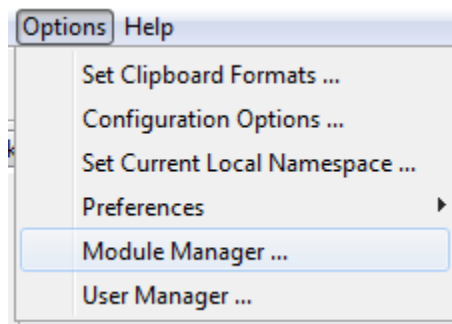 Options Help
Set Clipboard Formats ...
Configuration Options ...
Set Current Local Namespace ...
Preferences
Module Manager ...
User Manager ...